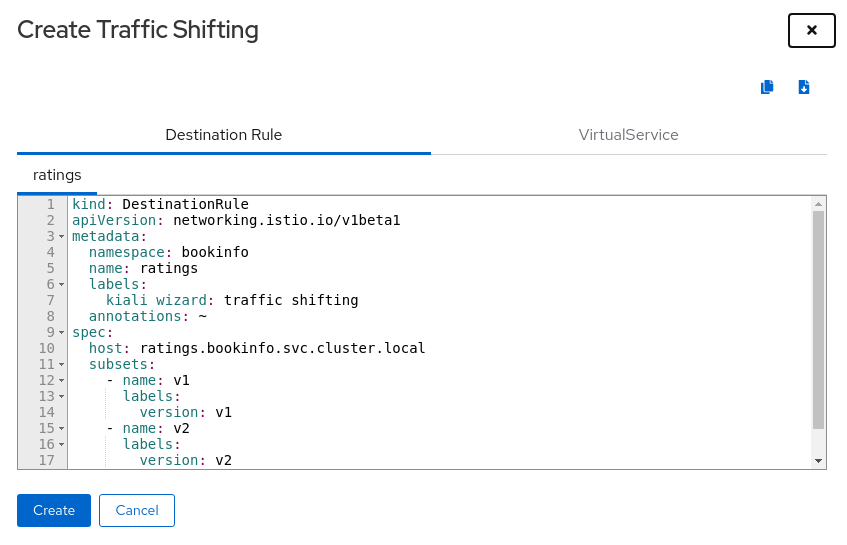 Create Traffic Shifting
Destination Rule
VirtualService
ratings
1 kind: DestinationRule
2 apiVersion: networking.istio.io/v1beta1
3 metadata:
4 namespace: bookinfo
5 name: ratings
6 labels:
7 kiali wizard: traffic shifting
8 annotations: ~
9 spec:
10 host: ratings.bookinfo.svc.cluster.local
11 subsets:
12 - name: v1
13 labels:
14 version: v1
15 - name: v2
16 labels:
17 version: v2
Create
Cancel